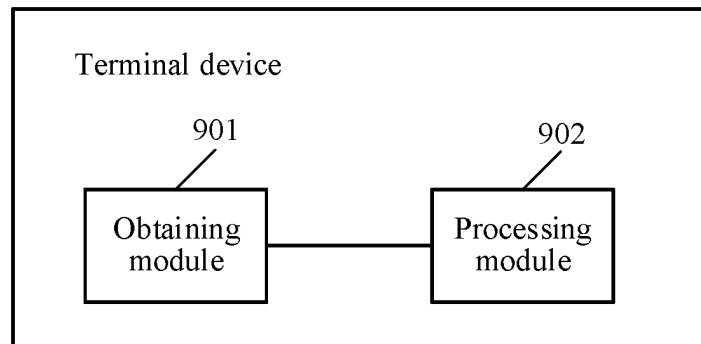 Terminal device
901
902
Obtaining
module
Processing
module